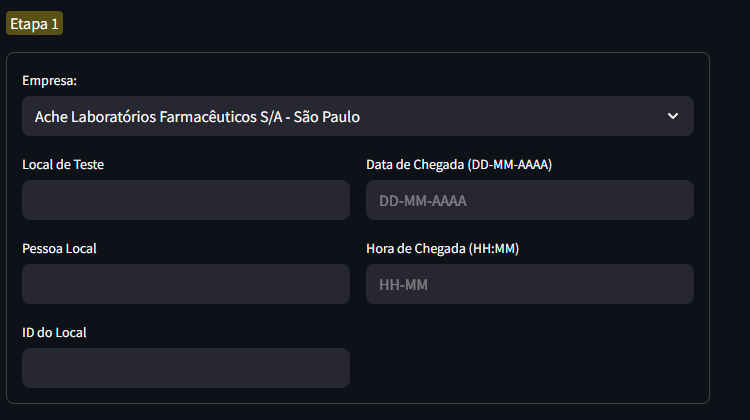 Etapa 1
Empresa:
Ache Laboratórios Farmacêuticos S/A - São Paulo
Local de Teste
Data de Chegada (DD-MM-AAAA)
DD-MM-AAAA
Pessoa Local
Hora de Chegada (HH:MM)
HH-MM
ID do Local